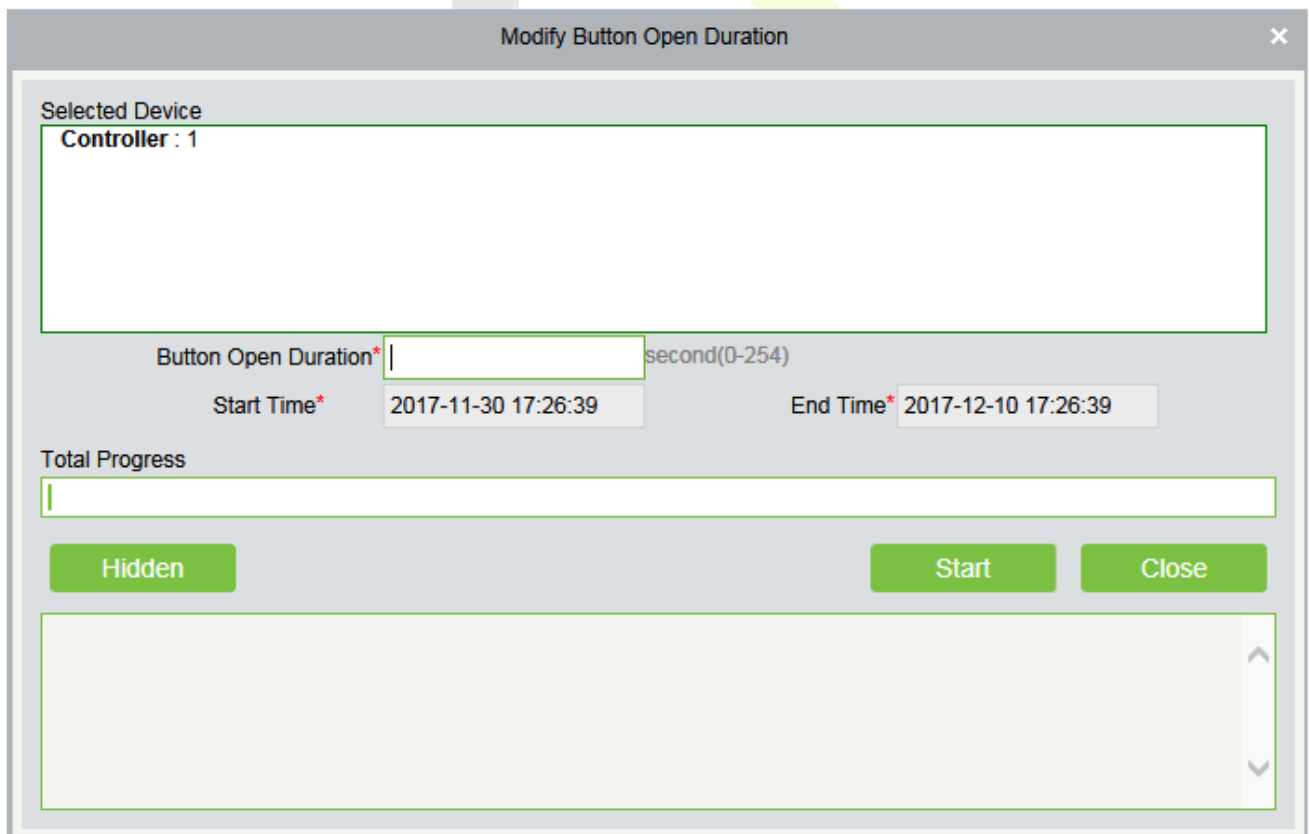 Modify Button Open Duration ×
Selected Device
Controller : 1
Button Open Duration* second(0-254)
Start Time* 2017-11-30 17:26:39 End Time* 2017-12-10 17:26:39
Total Progress
Hidden Start Close